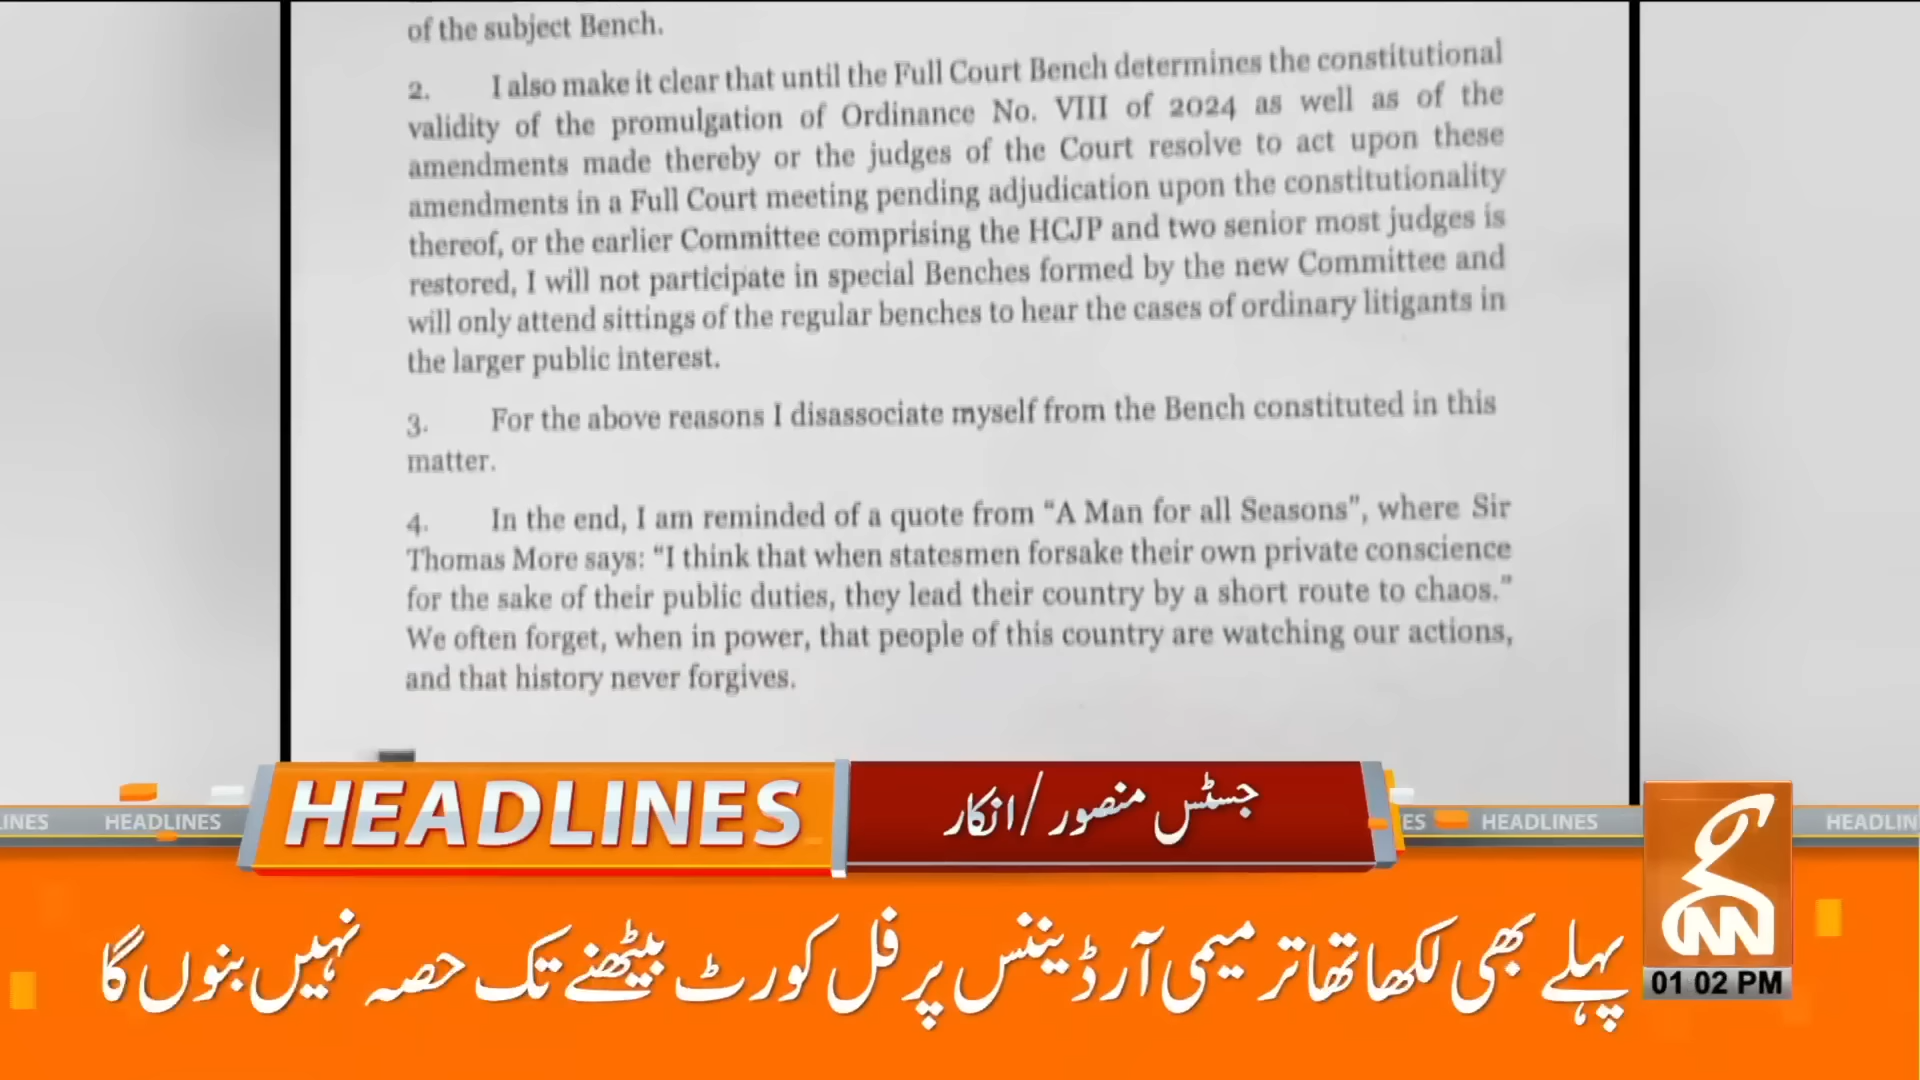 of the subject Bench.
2. I also make it clear that until the Full Court Bench determines the constitutional
validity of the promulgation of Ordinance No. VIII of 2024 as well as of the
amendments made thereby or the judges of the Court resolve to act upon these
amendments in a Full Court meeting pending adjudication upon the constitutionality
thereof, or the earlier Committee comprising the HCJP and two senior most judges is
restored, I will not participate in special Benches formed by the new Committee and
will only attend sittings of the regular benches to hear the cases of ordinary litigants in
the larger public interest.
3. For the above reasons I disassociate myself from the Bench constituted in this
matter.
4. In the end, I am reminded of a quote from “A Man for all Seasons”, where Sir
Thomas More says: “I think that when statesmen forsake their own private conscience
for the sake of their public duties, they lead their country by a short route to chaos.”
We often forget, when in power, that people of this country are watching our actions,
and that history never forgives.
HEADLINES
جسٹس منصور/انکار
INES HEADLINES ES HEADLINES HEADLIN
پہلے بھی لکھا تھا ترمیمی آرڈیننس پر فل کورٹ بیٹھنے تک حصہ نہیں بنوں گا
GNN
01 02 PM